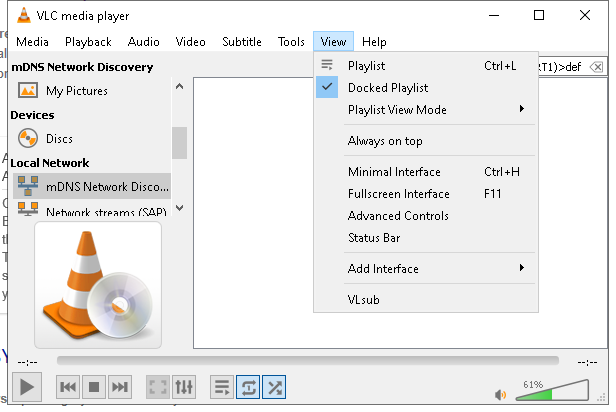 VLC media player
Media Playback Audio Video Subtitle Tools View Help
mDNS Network Discovery
My Pictures
Devices
Discs
Local Network
mDNS Network Disco...
Network streams (SAP)
RT1)>def
Playlist Ctrl+L
Docked Playlist
Playlist View Mode
Always on top
Minimal Interface Ctrl+H
Fullscreen Interface F11
Advanced Controls
Status Bar
Add Interface
VLsub
--:-- --:--
61%